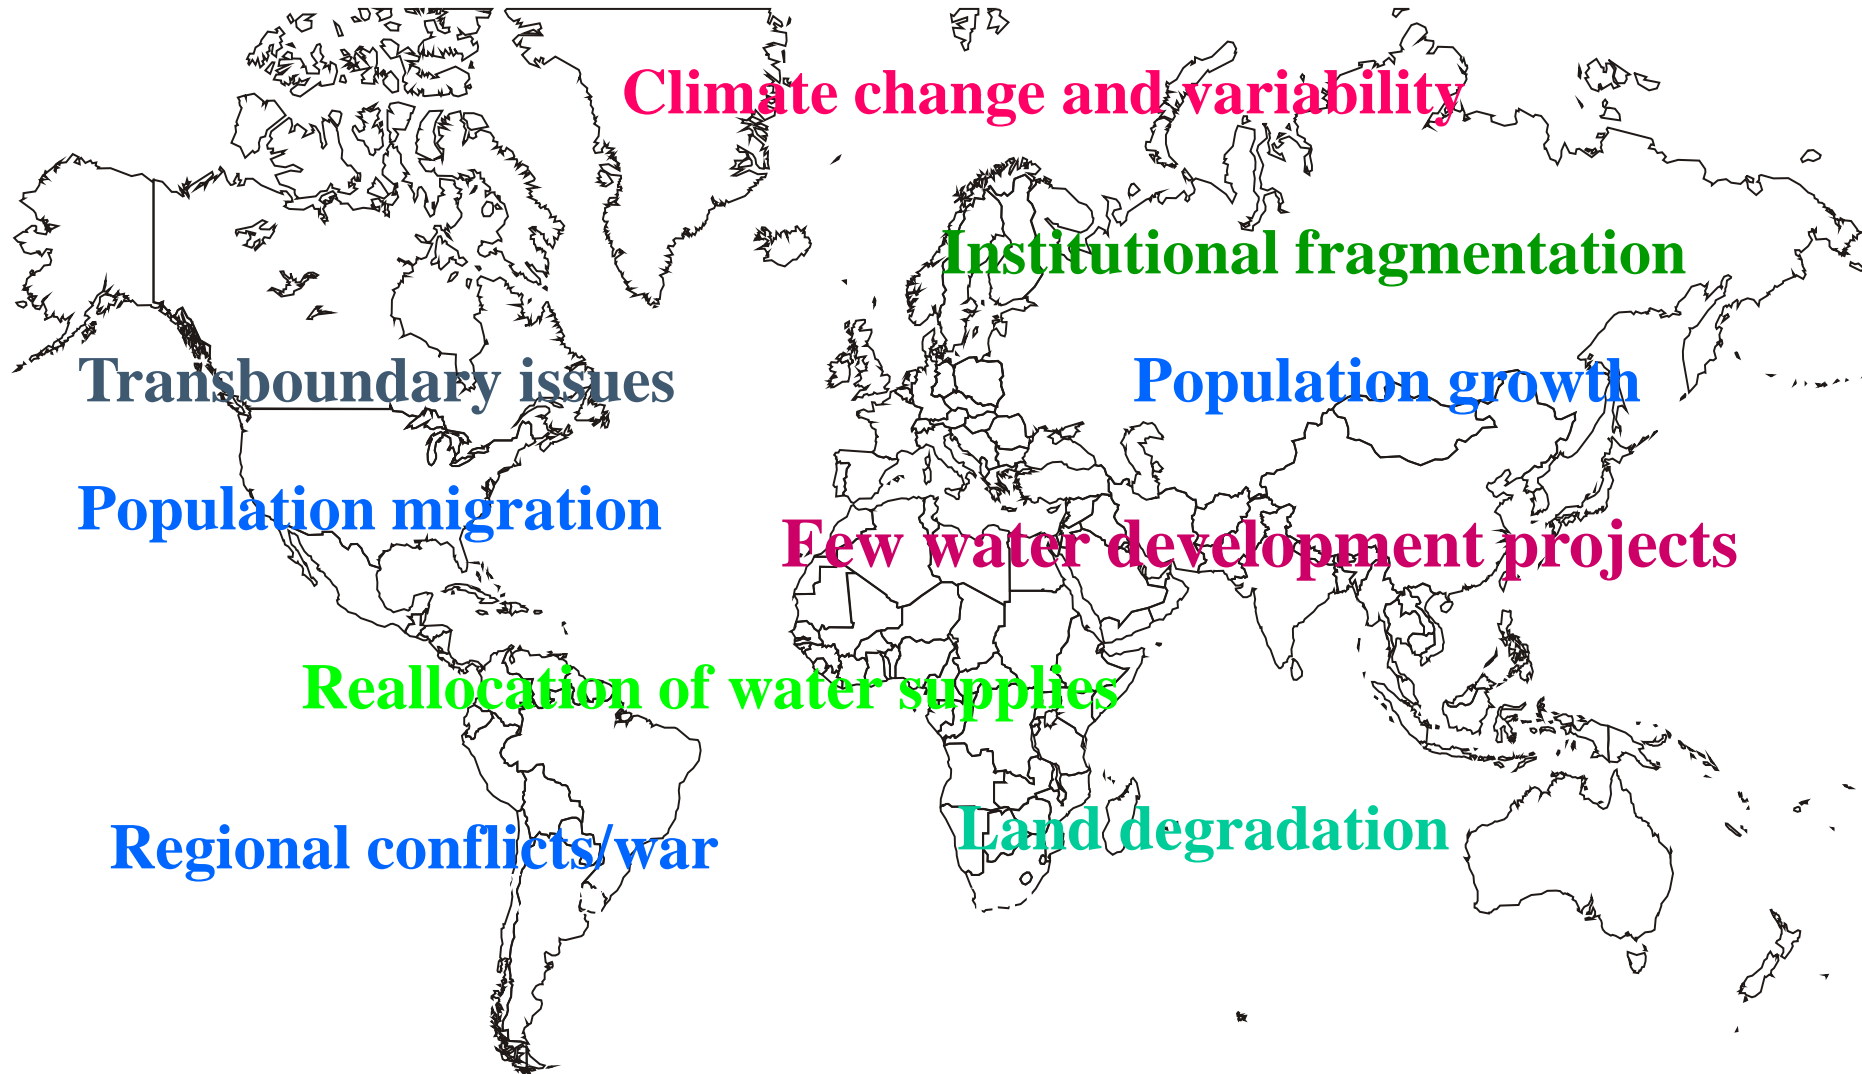 Climate change and variability
Institutional fragmentation
Transboundary issues
Population growth
Population migration
Few water development projects
Reallocation of water supplies
Land degradation
Regional conflicts/war